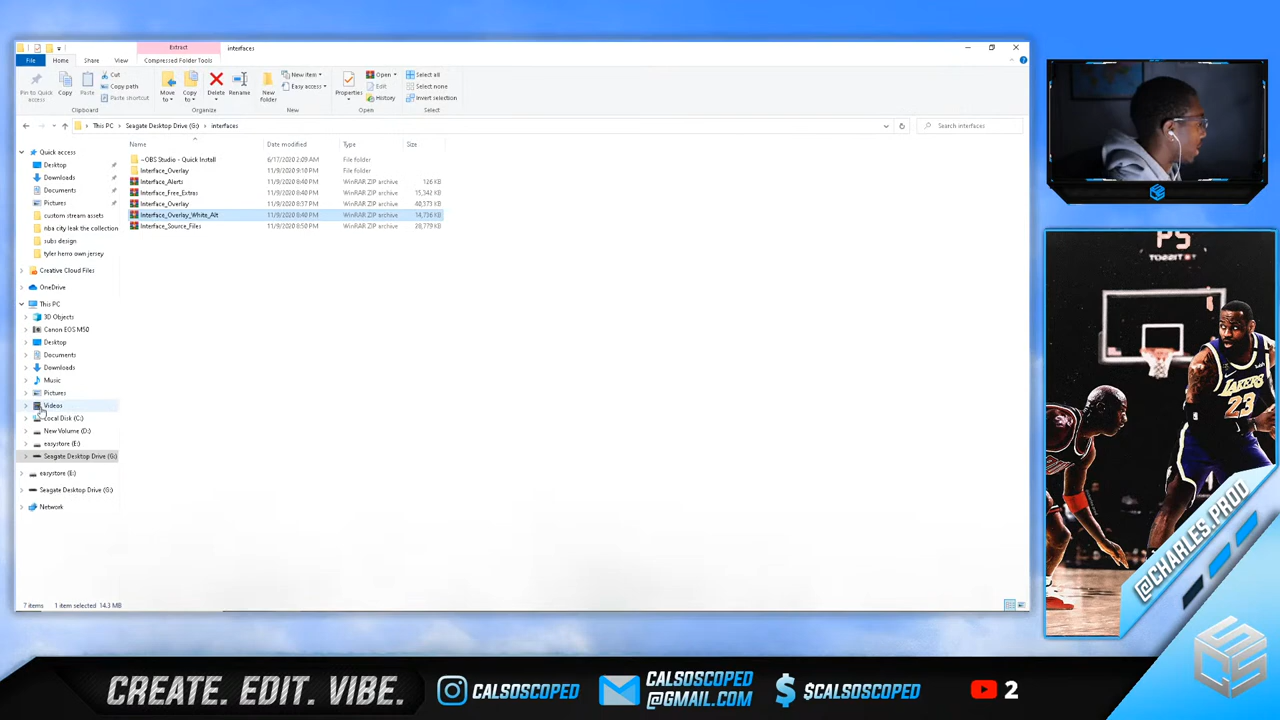 Extract
interfaces
File
Home
Share
View
Compressed Folder Tools
Pin to Quick access
Copy
Paste
Cut
Copy path
Paste shortcut
Move to
Copy to
Delete
Rename
New folder
New item
Easy access
Properties
Open
Edit
History
Select all
Select none
Invert selection
Clipboard
Organize
New
Open
Select
This PC > Seagate Desktop Drive (G:) > interfaces
Search interfaces
Name Date modified Type Size
~OBS Studio - Quick Install 6/17/2020 2:09 AM File folder
Interface_Overlay 11/9/2020 9:10 PM File folder
Interface_Alerts 11/9/2020 8:40 PM WinRAR ZIP archive 126 KB
Interface_Free_Extras 11/9/2020 8:40 PM WinRAR ZIP archive 15,342 KB
Interface_Overlay 11/9/2020 8:37 PM WinRAR ZIP archive 40,373 KB
Interface_Overlay_White_Alt 11/9/2020 8:40 PM WinRAR ZIP archive 14,736 KB
Interface_Source_Files 11/9/2020 8:50 PM WinRAR ZIP archive 28,779 KB
Quick access
Desktop
Downloads
Documents
Pictures
custom stream assets
nba city leak the collection
subs design
tyler herro own jersey
Creative Cloud Files
OneDrive
This PC
3D Objects
Canon EOS M50
Desktop
Documents
Downloads
Music
Pictures
Videos
Local Disk (C:)
New Volume (D:)
easystore (E:)
Seagate Desktop Drive (G:)
easystore (E:)
Seagate Desktop Drive (G:)
Network
7 items 1 item selected 14.3 MB
LAKERS
23
@CHARLES.PROD
CREATE. EDIT. VIBE.
CALSOSCOPED
CALSOSCOPED
@GMAIL.COM
$CALSOSCOPED
2